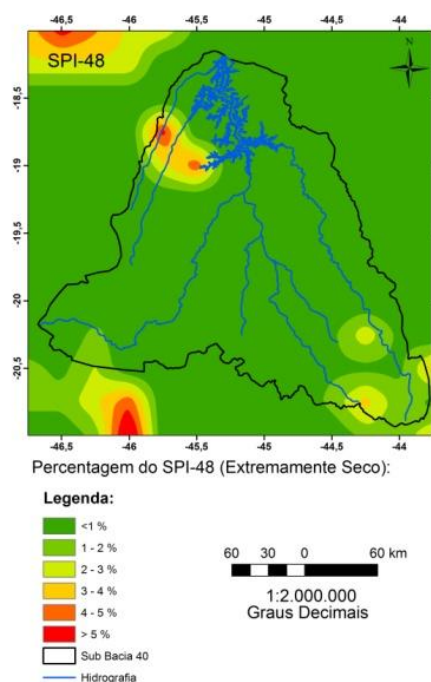 -46,5 -46 -45,5 -45 -44,5 -44
SPI-48
N
-18,5
-19
-19,5
-20
-20,5
-46,5 -46 -45,5 -45 -44,5 -44
Percentagem do SPI-48 (Extremamente Seco):
Legenda:
<1 %
1 - 2 %
2 - 3 %
3 - 4 %
4 - 5 %
> 5 %
Sub Bacia 40
Hidrografia
60 30 0 60 km
1:2.000.000
Graus Decimais